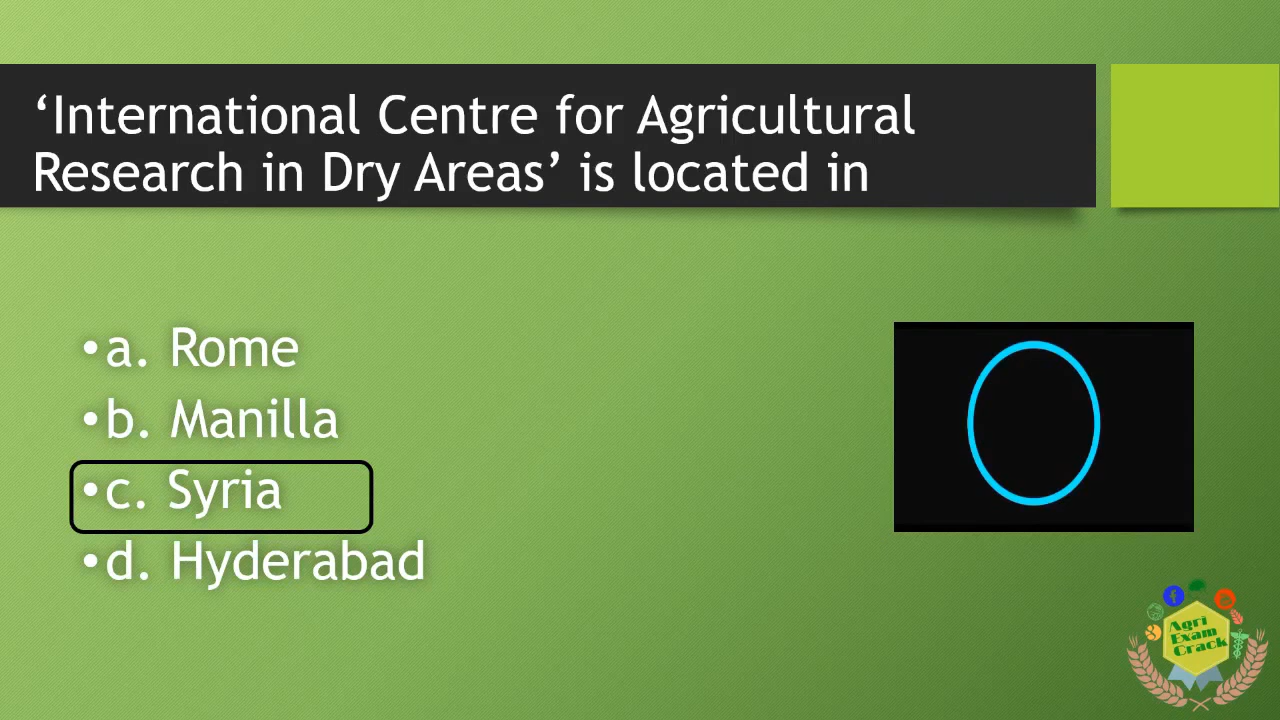 ‘International Centre for Agricultural
Research in Dry Areas’ is located in
•a. Rome
•b. Manilla
•c. Syria
•d. Hyderabad
Agri
Exam
Crack